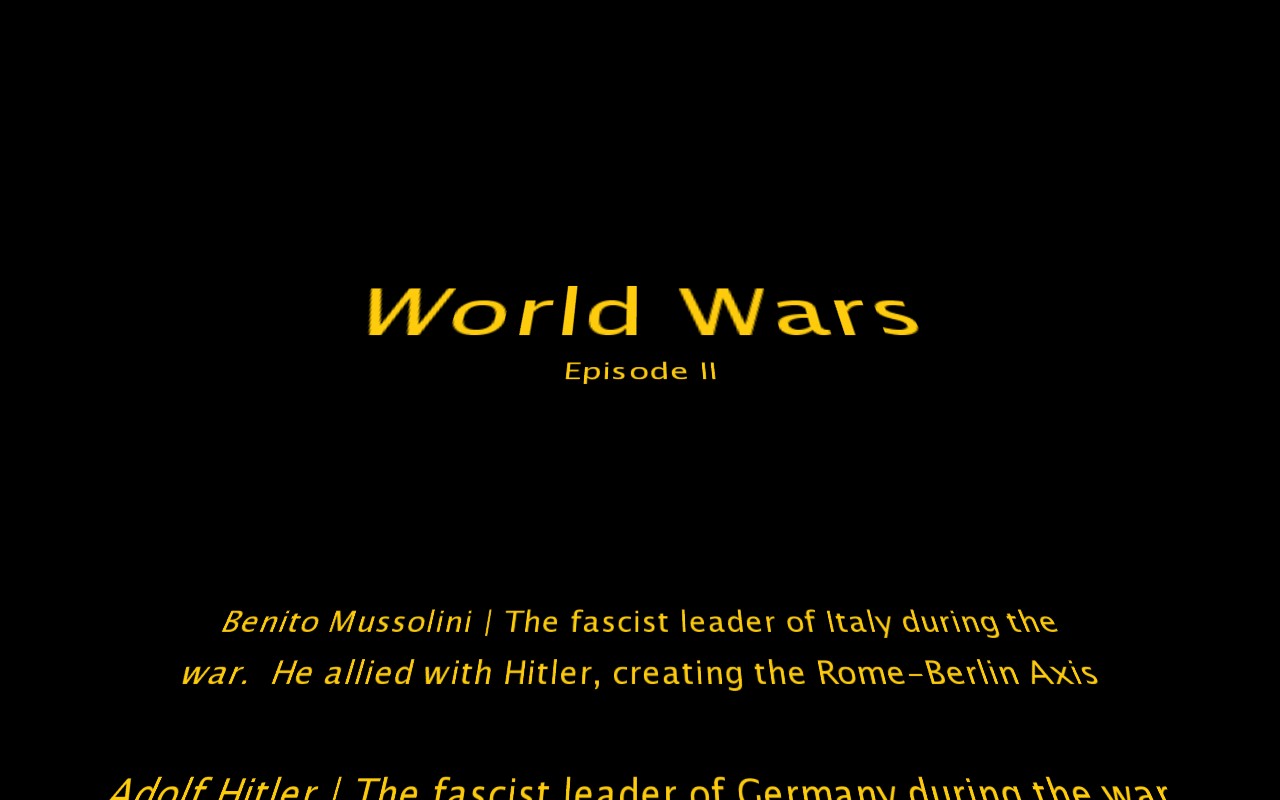 World Wars
Episode II
Benito Mussolini | The fascist leader of Italy during the
war.  He allied with Hitler, creating the Rome-Berlin Axis
Adolf Hitler | The fascist leader of Germany during the war